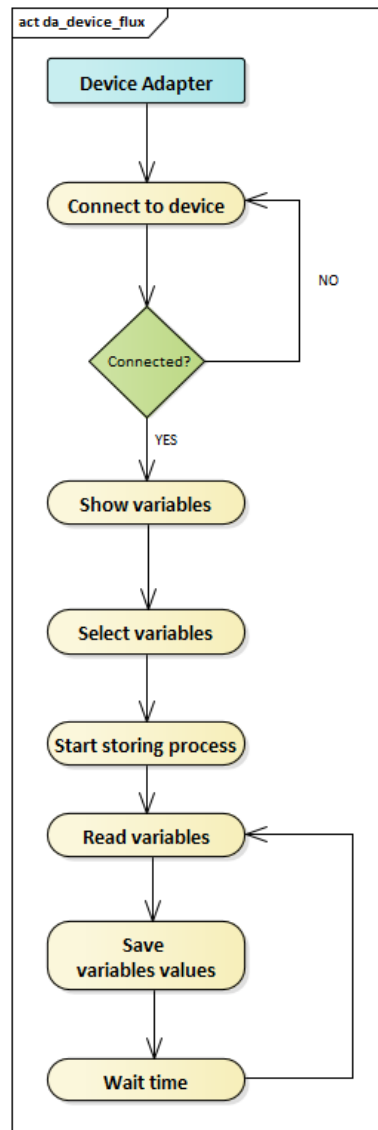 act da_device_flux
Device Adapter
Connect to device
NO
Connected?
YES
Show variables
Select variables
Start storing process
Read variables
Save
variables values
Wait time